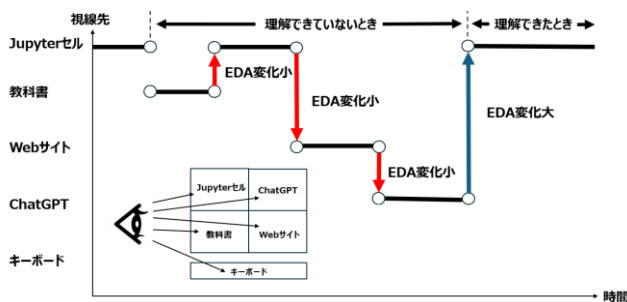 視線先
理解できていないとき
理解できたとき
Jupyterセル
EDA変化小
教科書
EDA変化小
EDA変化大
Webサイト
EDA変化小
Jupyterセル
ChatGPT
ChatGPT
教科書
Webサイト
キーボード
キーボード
時間